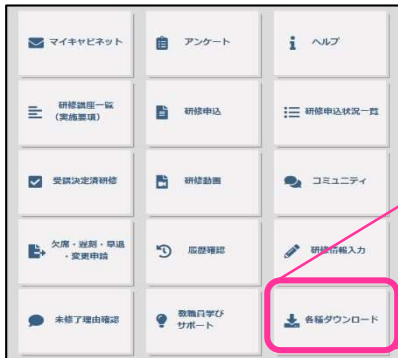 マイキャビネット
アンケート
ヘルプ
研修講座一覧
（実施要項）
研修申込
研修申込状況一覧
受講決定済研修
研修動画
コミュニティ
欠席・遅刻・早退
・変更申請
履歴確認
研修情報入力
未修了理由確認
教職員学び
サポート
各種ダウンロード